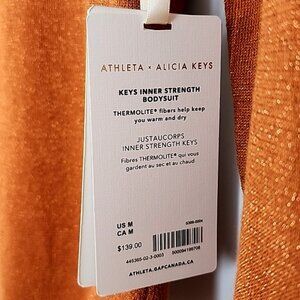 ATHLETA × ALICIA KEYS
KEYS INNER STRENGTH
BODYSUIT
THERMOLITE® fibers help keep
you warm and dry
JUSTAUCORPS
INNER STRENGTH KEYS
Fibres THERMOLITE® qui vous
gardent au sec et au chaud
US M
CA M
$139.00
ATHLETA.GAPCANADA.CA